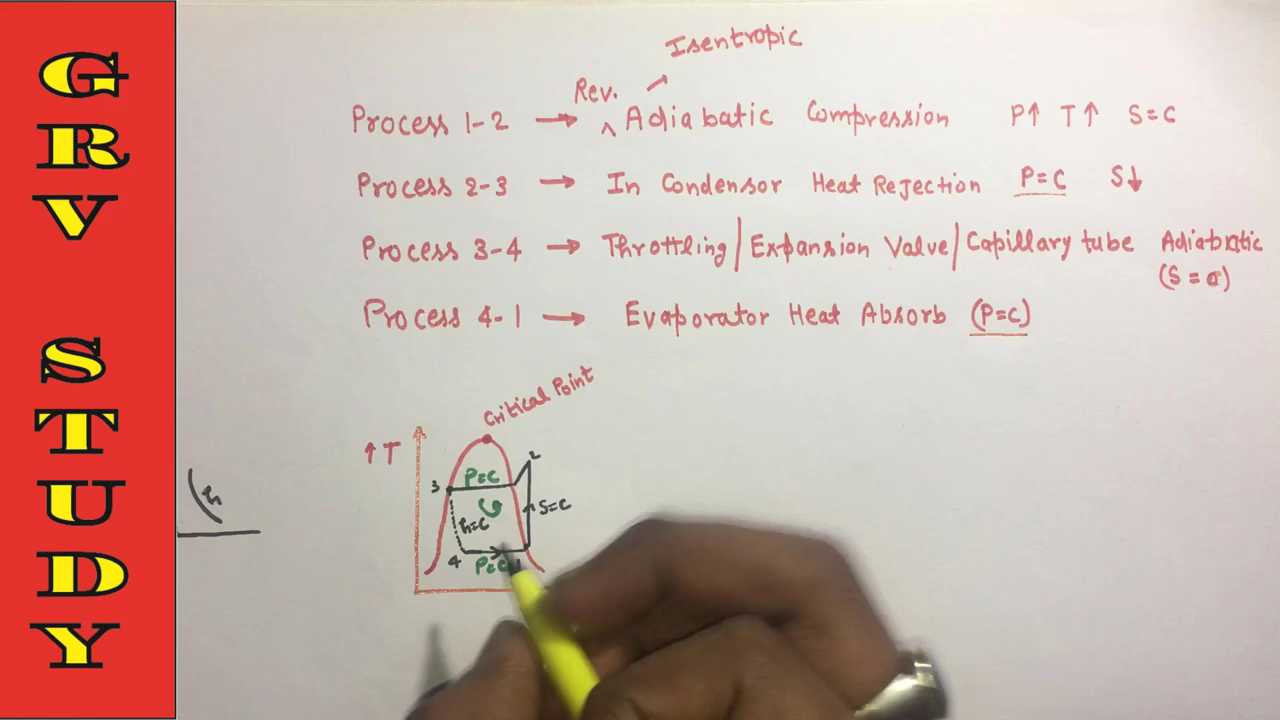 GRV STUDY
Isentropic
Rev.
Process 1-2 → ^ Adiabatic Compression P↑ T↑ S=C
Process 2-3 → In Condensor Heat Rejection P=C S↓
Process 3-4 → Throttling/Expansion Valve/Capillary tube Adiabatic
Process 4-1 → Evaporator Heat Absorb (P=C)
Critical Point
↑T
2
3 P=C
h=C S=C
4 P=C